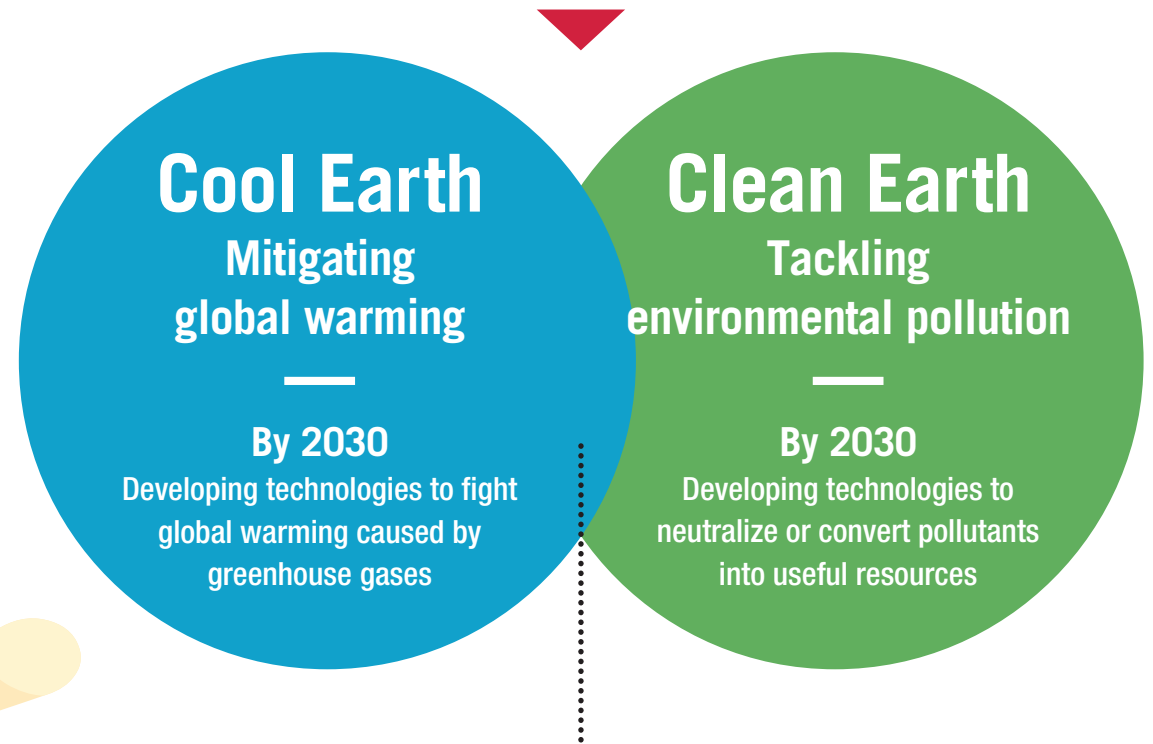 Cool Earth
Mitigating
global warming
By 2030
Developing technologies to fight
global warming caused by
greenhouse gases
Clean Earth
Tackling
environmental pollution
By 2030
Developing technologies to
neutralize or convert pollutants
into useful resources